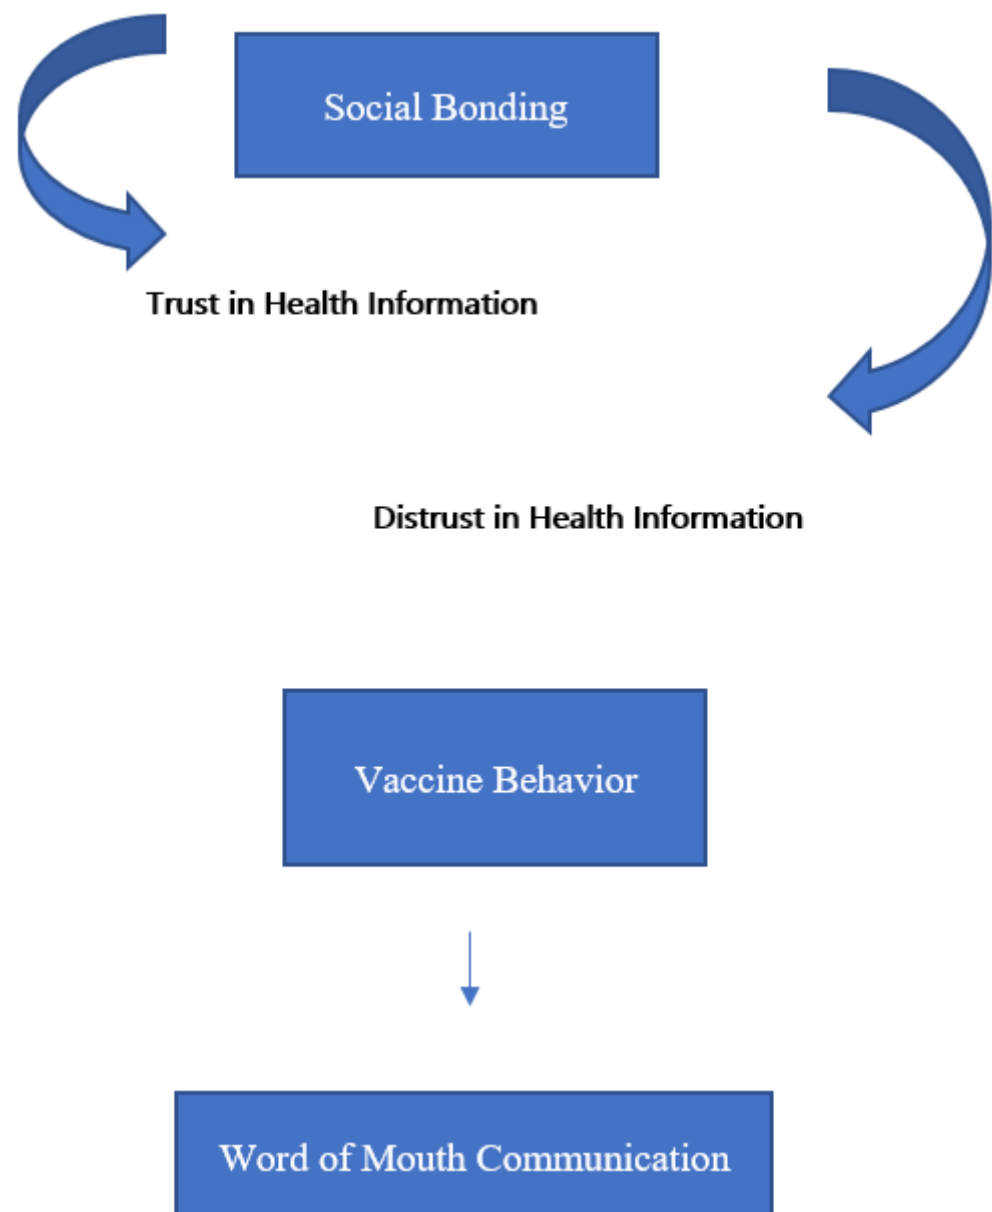 Social Bonding
Trust in Health Information
Distrust in Health Information
Vaccine Behavior
Word of Mouth Communication